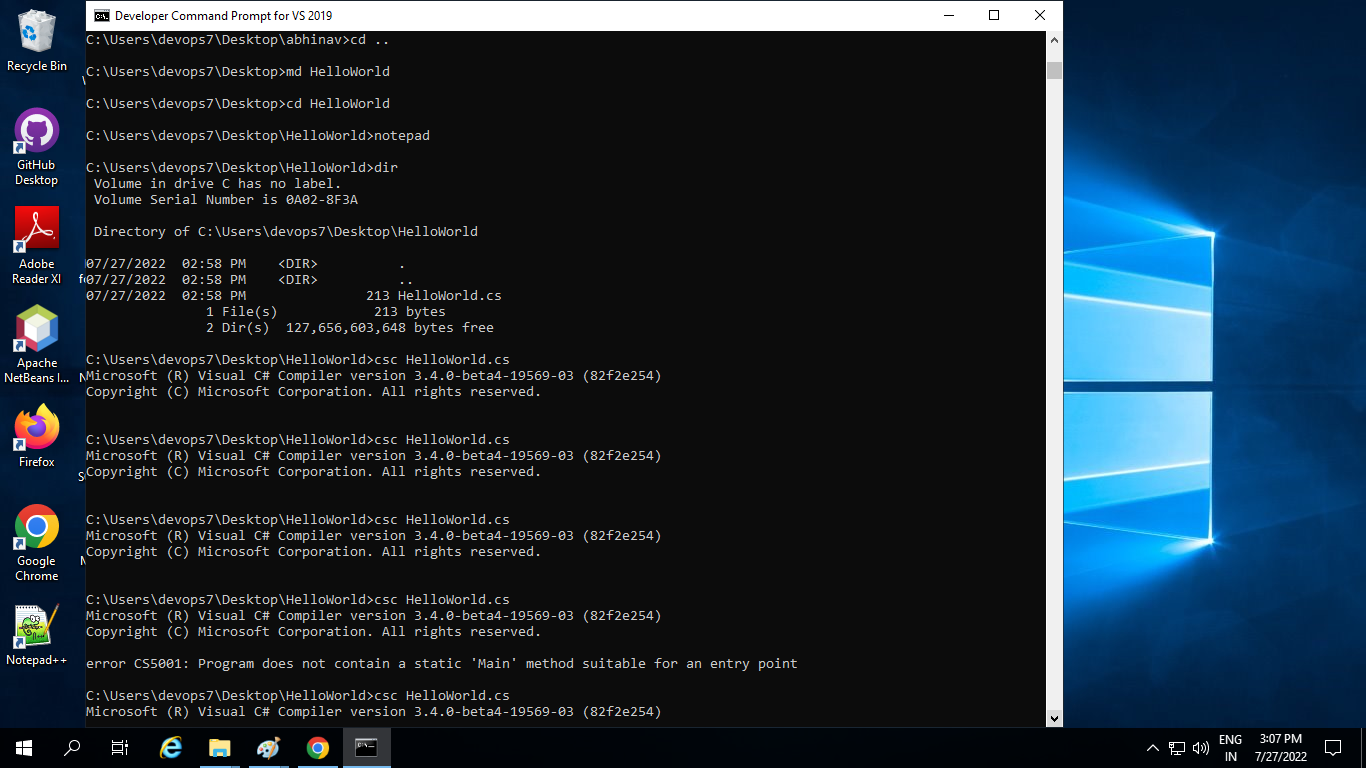 Developer Command Prompt for VS 2019
C:\Users\devops7\Desktop\abhinav>cd ..
C:\Users\devops7\Desktop>md HelloWorld
C:\Users\devops7\Desktop>cd HelloWorld
C:\Users\devops7\Desktop\HelloWorld>notepad
C:\Users\devops7\Desktop\HelloWorld>dir
Volume in drive C has no label.
Volume Serial Number is 0A02-8F3A
Directory of C:\Users\devops7\Desktop\HelloWorld
07/27/2022  02:58 PM    <DIR>          .
07/27/2022  02:58 PM    <DIR>          ..
07/27/2022  02:58 PM               213 HelloWorld.cs
1 File(s)            213 bytes
2 Dir(s)  127,656,603,648 bytes free
C:\Users\devops7\Desktop\HelloWorld>csc HelloWorld.cs
Microsoft (R) Visual C# Compiler version 3.4.0-beta4-19569-03 (82f2e254)
Copyright (C) Microsoft Corporation. All rights reserved.
C:\Users\devops7\Desktop\HelloWorld>csc HelloWorld.cs
Microsoft (R) Visual C# Compiler version 3.4.0-beta4-19569-03 (82f2e254)
Copyright (C) Microsoft Corporation. All rights reserved.
C:\Users\devops7\Desktop\HelloWorld>csc HelloWorld.cs
Microsoft (R) Visual C# Compiler version 3.4.0-beta4-19569-03 (82f2e254)
Copyright (C) Microsoft Corporation. All rights reserved.
C:\Users\devops7\Desktop\HelloWorld>csc HelloWorld.cs
Microsoft (R) Visual C# Compiler version 3.4.0-beta4-19569-03 (82f2e254)
Copyright (C) Microsoft Corporation. All rights reserved.
error CS5001: Program does not contain a static 'Main' method suitable for an entry point
C:\Users\devops7\Desktop\HelloWorld>csc HelloWorld.cs
Microsoft (R) Visual C# Compiler version 3.4.0-beta4-19569-03 (82f2e254)
Recycle Bin
GitHub
Desktop
Adobe
Reader XI
Apache
NetBeans I...
Firefox
Google
Chrome
Notepad++
ENG
IN
3:07 PM
7/27/2022